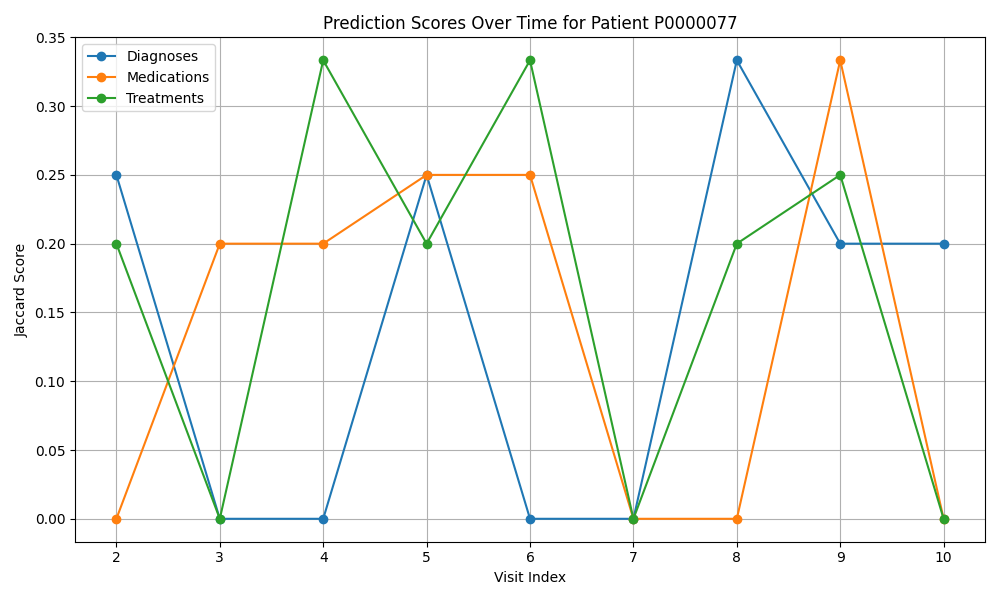 Prediction Scores Over Time for Patient P0000077
Diagnoses
Medications
Treatments
Jaccard Score
0.35
0.30
0.25
0.20
0.15
0.10
0.05
0.00
2 3 4 5 6 7 8 9 10
Visit Index